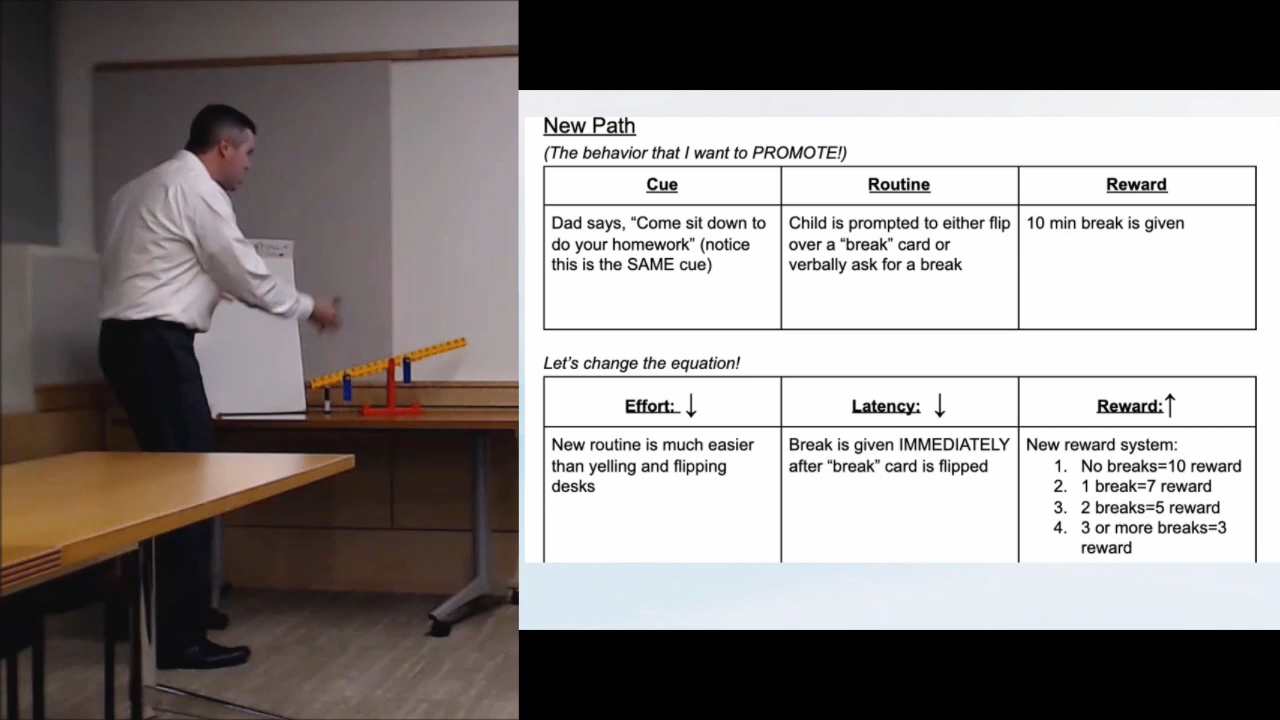 New Path
(The behavior that I want to PROMOTE!)
Cue
Routine
Reward
Dad says, “Come sit down to
do your homework” (notice
this is the SAME cue)
Child is prompted to either flip
over a “break” card or
verbally ask for a break
10 min break is given
Let’s change the equation!
Effort: ↓
Latency: ↓
Reward:↑
New routine is much easier
than yelling and flipping
desks
Break is given IMMEDIATELY
after “break” card is flipped
New reward system:
1. No breaks=10 reward
2. 1 break=7 reward
3. 2 breaks=5 reward
4. 3 or more breaks=3
reward